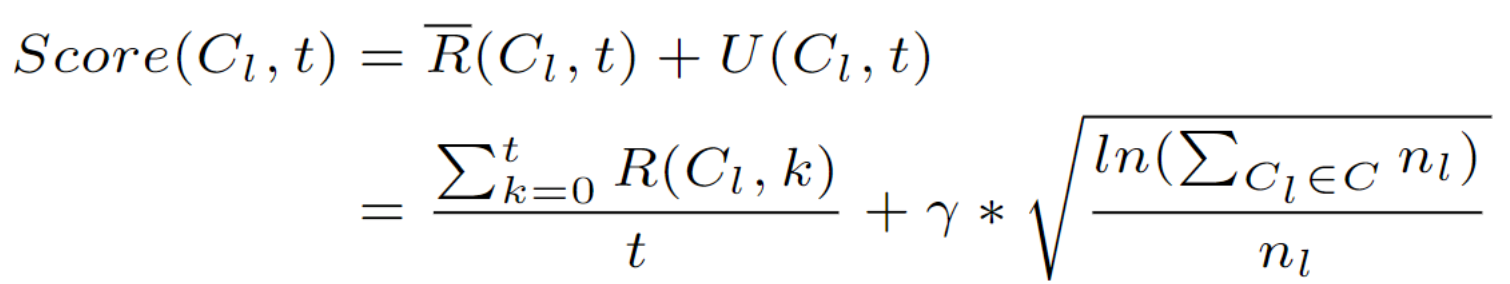 $Score(C_l, t) = \overline{R}(C_l, t) + U(C_l, t)$
$= \frac{\sum_{k=0}^{t} R(C_l, k)}{t} + \gamma * \sqrt{\frac{ln(\sum_{C_l \in C} n_l)}{n_l}}$